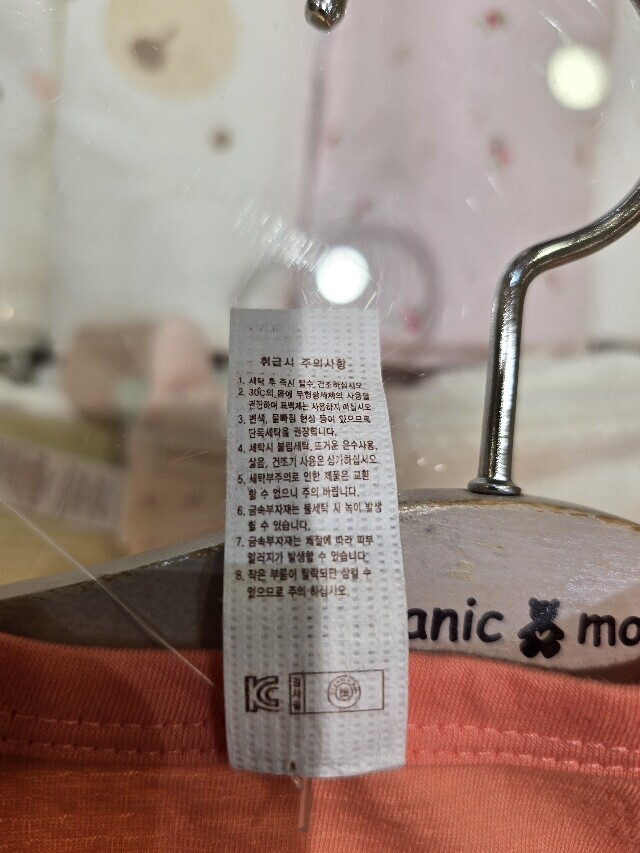 취급시 주의사항
1. 세탁 후 즉시 탈수, 건조하십시오.
2. 30℃의 물에 무형광세제의 사용을
권장하며 표백제는 사용하지 마십시오.
3. 변색, 물빠짐 현상 등이 있으므로
단독세탁을 권장합니다.
4. 세탁시 불림세탁, 뜨거운 온수사용,
삶음, 건조기 사용은 삼가하십시오.
5. 세탁부주의로 인한 제품은 교환
할 수 없으니 주의 바랍니다.
6. 금속부자재는 물세탁 시 녹이 발생
할 수 있습니다.
7. 금속부자재는 체질에 따라 피부
알러지가 발생할 수 있습니다.
8. 작은 부품이 탈락되면 삼킬 수
있으므로 주의 하십시오.
KC
검사필
anic mo